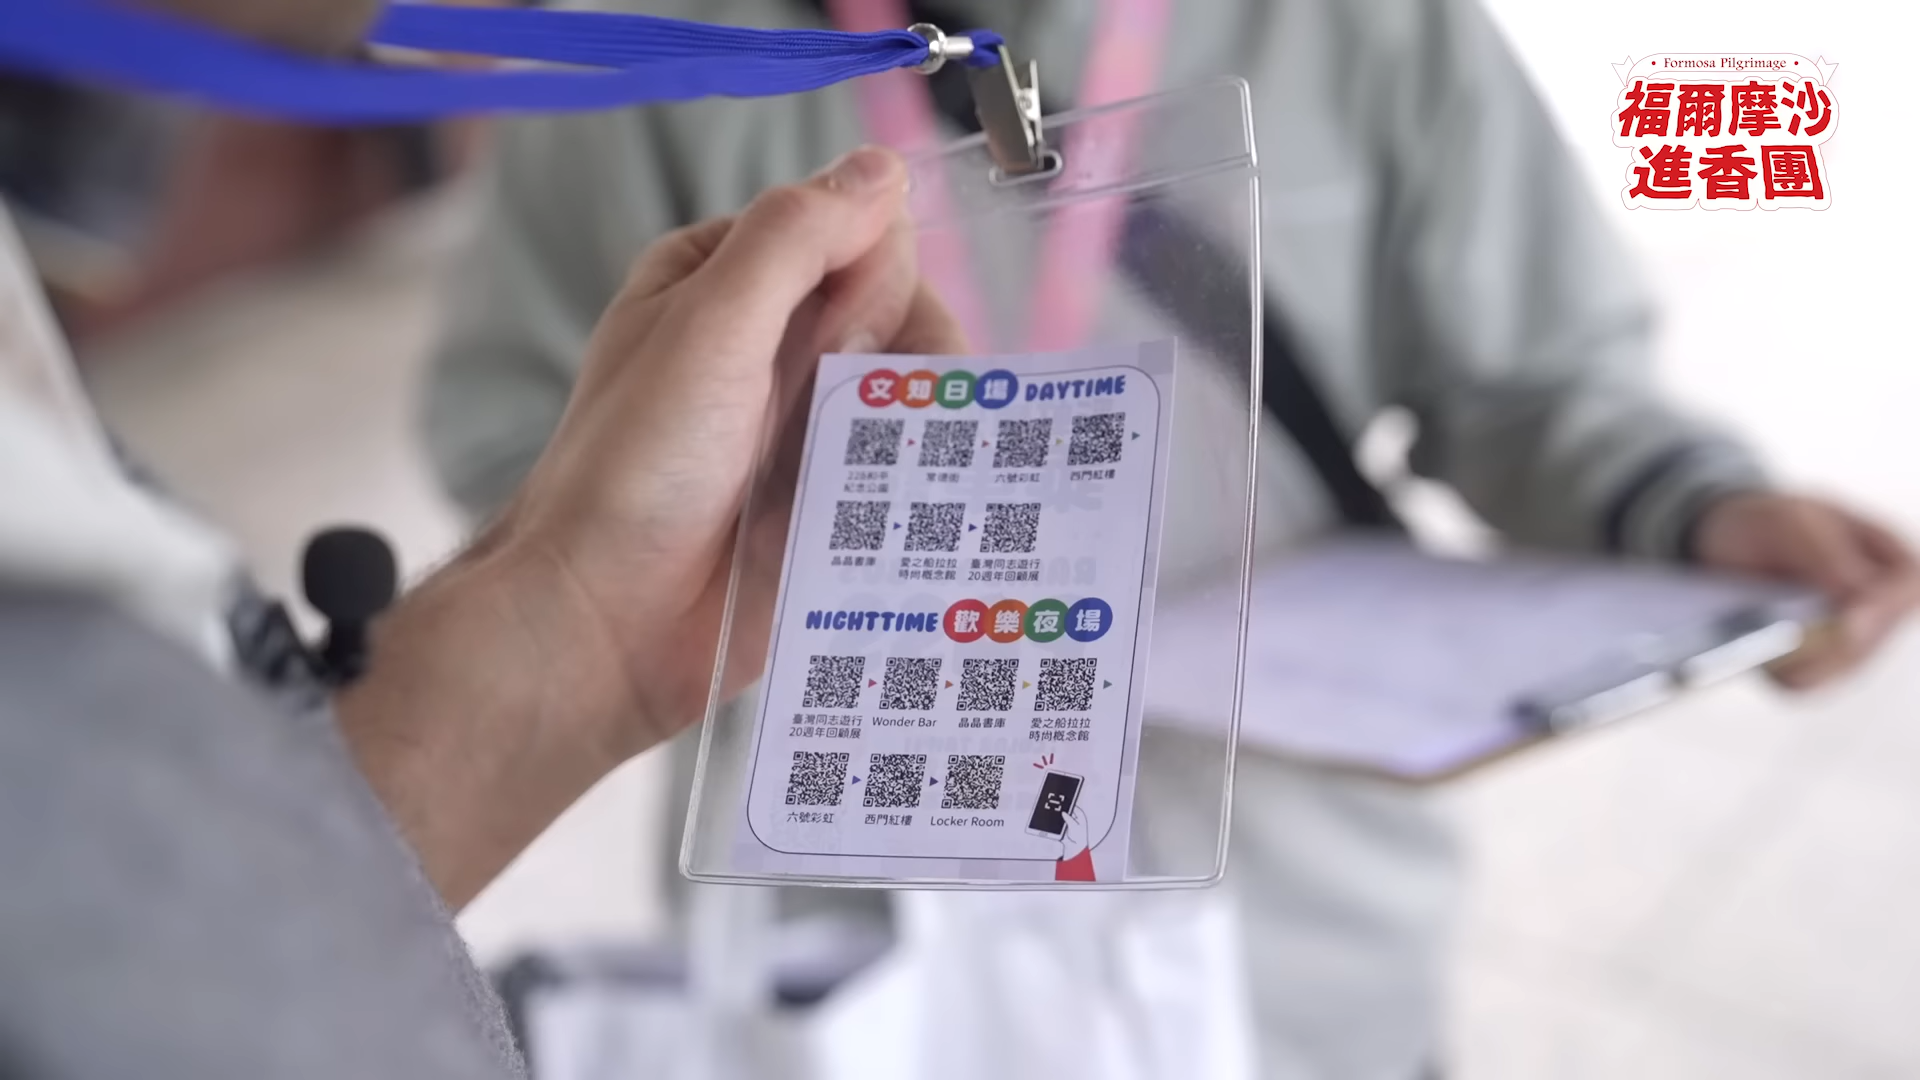 Formosa Pilgrimage
福爾摩沙
進香團
文知日場 DAYTIME
228和平 常德街 六號彩虹 西門紅樓
紀念公園
晶晶書庫 愛之船拉拉 臺灣同志遊行
時尚概念館 20週年回顧展
NIGHTTIME 歡樂夜場
臺灣同志遊行 Wonder Bar 晶晶書庫 愛之船拉拉
20週年回顧展 時尚概念館
六號彩虹 西門紅樓 Locker Room